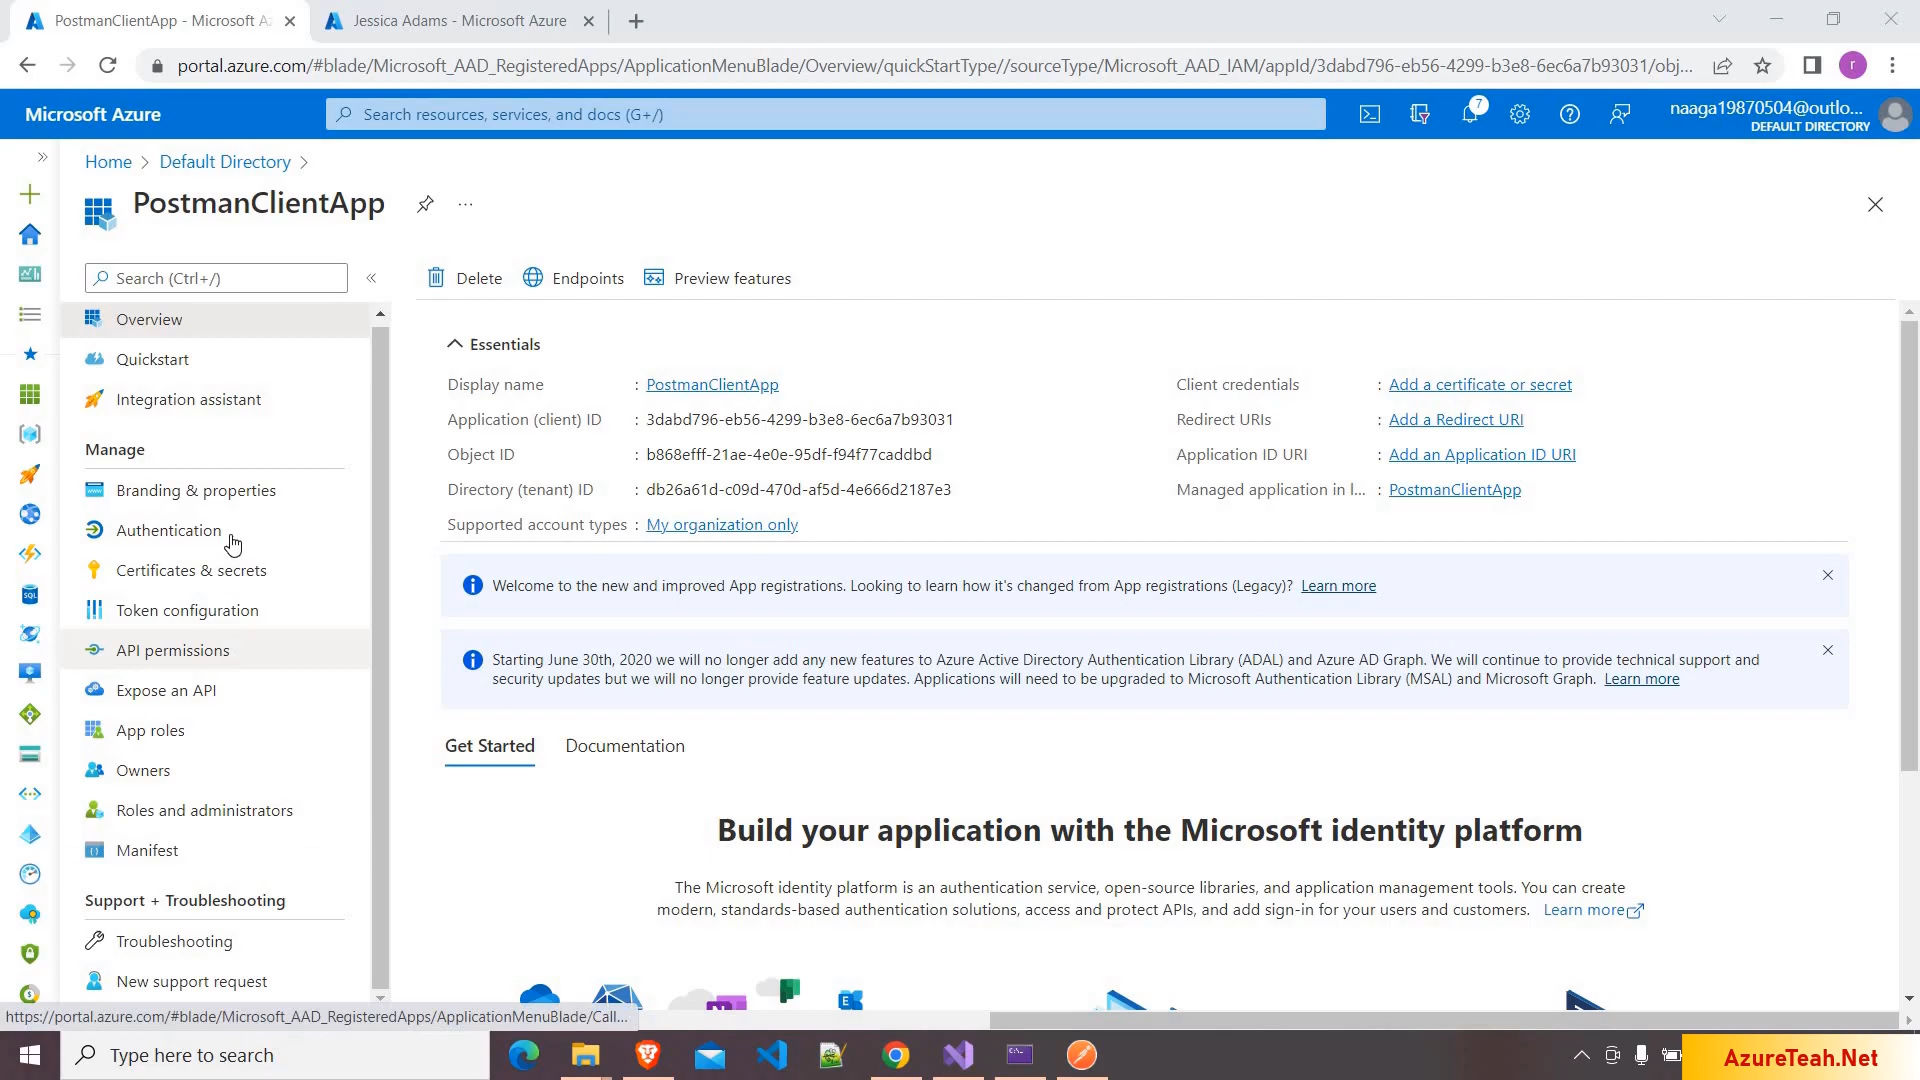 PostmanClientApp - Microsoft Az
Jessica Adams - Microsoft Azure
portal.azure.com/#blade/Microsoft_AAD_RegisteredApps/ApplicationMenuBlade/Overview/quickStartType//sourceType/Microsoft_AAD_IAM/appId/3dabd796-eb56-4299-b3e8-6ec6a7b93031/obj...
r
Microsoft Azure
Search resources, services, and docs (G+/)
7
naaga19870504@outlo...
DEFAULT DIRECTORY
Home > Default Directory >
PostmanClientApp
...
Search (Ctrl+/)
«
Delete
Endpoints
Preview features
Overview
Quickstart
Integration assistant
Manage
Branding & properties
Authentication
Certificates & secrets
Token configuration
API permissions
Expose an API
App roles
Owners
Roles and administrators
Manifest
Support + Troubleshooting
Troubleshooting
New support request
Essentials
Display name : PostmanClientApp
Application (client) ID : 3dabd796-eb56-4299-b3e8-6ec6a7b93031
Object ID : b868efff-21ae-4e0e-95df-f94f77caddbd
Directory (tenant) ID : db26a61d-c09d-470d-af5d-4e666d2187e3
Supported account types : My organization only
Client credentials : Add a certificate or secret
Redirect URIs : Add a Redirect URI
Application ID URI : Add an Application ID URI
Managed application in l... : PostmanClientApp
Welcome to the new and improved App registrations. Looking to learn how it's changed from App registrations (Legacy)? Learn more
Starting June 30th, 2020 we will no longer add any new features to Azure Active Directory Authentication Library (ADAL) and Azure AD Graph. We will continue to provide technical support and
security updates but we will no longer provide feature updates. Applications will need to be upgraded to Microsoft Authentication Library (MSAL) and Microsoft Graph. Learn more
Get Started
Documentation
Build your application with the Microsoft identity platform
The Microsoft identity platform is an authentication service, open-source libraries, and application management tools. You can create
modern, standards-based authentication solutions, access and protect APIs, and add sign-in for your users and customers. Learn more
https://portal.azure.com/#blade/Microsoft_AAD_RegisteredApps/ApplicationMenuBlade/Call...
Type here to search
AzureTeah.Net